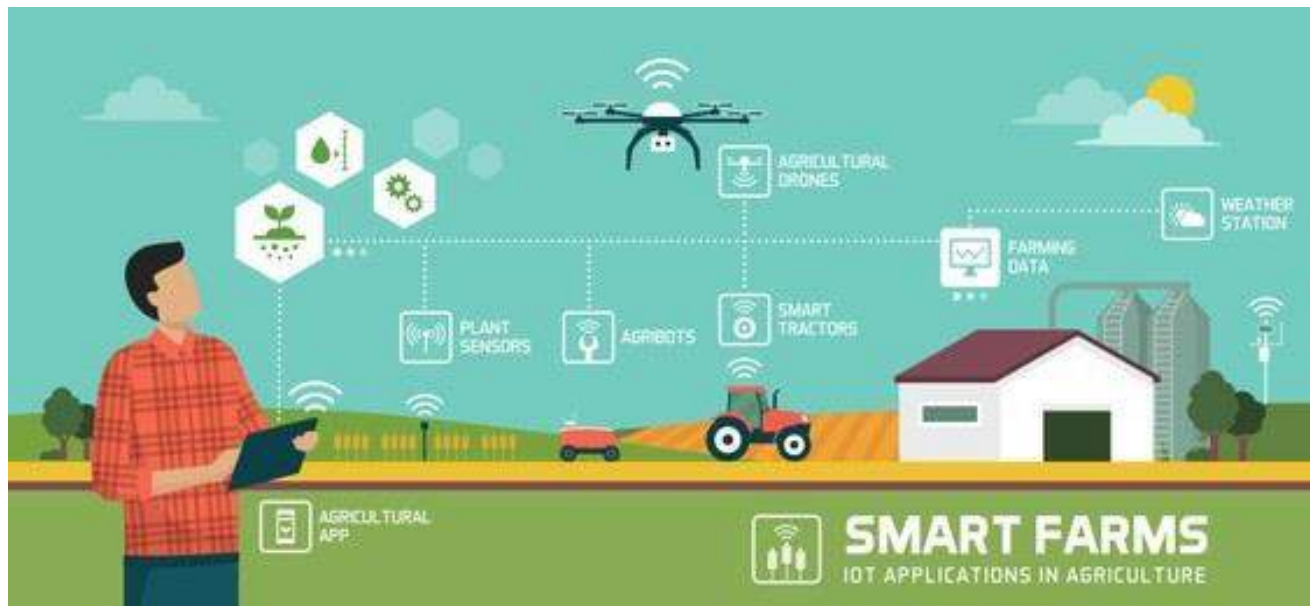 AGRICULTURAL
DRONES
WEATHER
STATION
FARMING
DATA
PLANT
SENSORS
AGRIBOTS
SMART
TRACTORS
AGRICULTURAL
APP
SMART FARMS
IOT APPLICATIONS IN AGRICULTURE